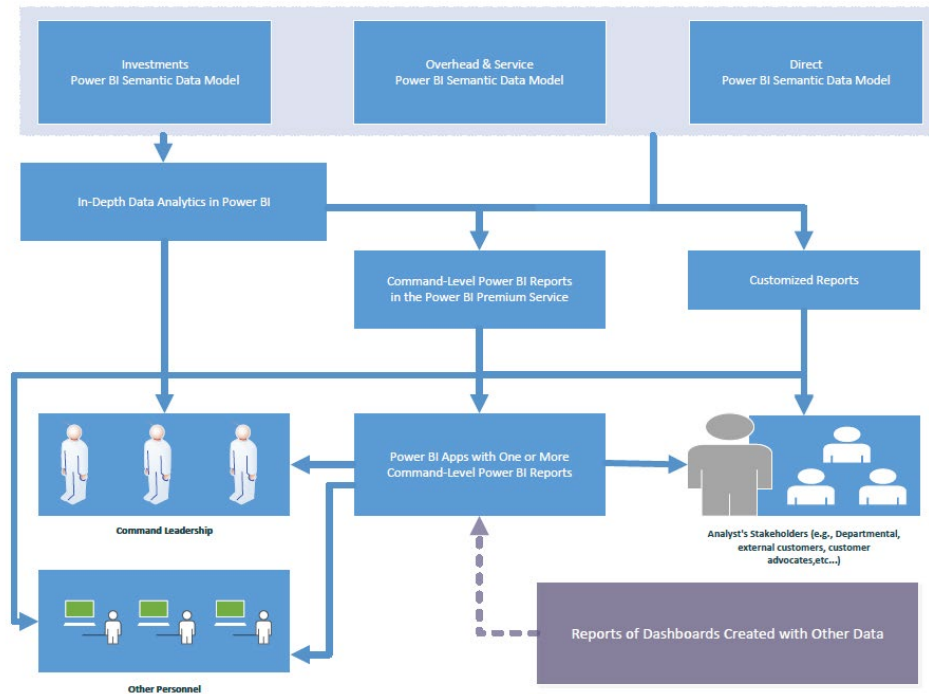 Investments
Power BI Semantic Data Model
Overhead & Service
Power BI Semantic Data Model
Direct
Power BI Semantic Data Model
In-Depth Data Analytics in Power BI
Command-Level Power BI Reports
in the Power BI Premium Service
Customized Reports
Power BI Apps with One or More
Command-Level Power BI Reports
Command Leadership
Analyst's Stakeholders (e.g., Departmental,
external customers, customer
advocates,etc...)
Reports of Dashboards Created with Other Data
Other Personnel